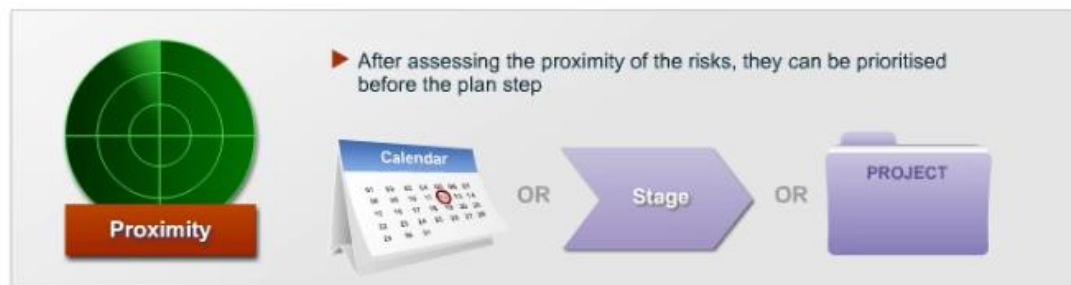 After assessing the proximity of the risks, they can be prioritised
before the plan step
Calendar
OR
Stage
OR
PROJECT
Proximity